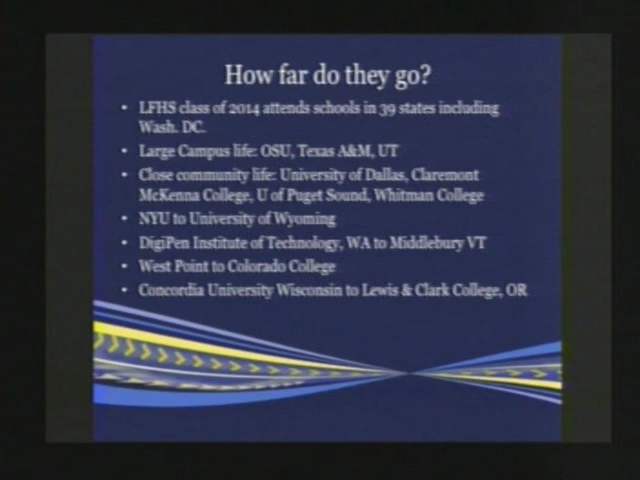 How far do they go?
• LFHS class of 2014 attends schools in 39 states including
Wash. DC.
• Large Campus life: OSU, Texas A&M, UT
• Close community life: University of Dallas, Claremont
McKenna College, U of Puget Sound, Whitman College
• NYU to University of Wyoming
• DigiPen Institute of Technology, WA to Middlebury VT
• West Point to Colorado College
• Concordia University Wisconsin to Lewis & Clark College, OR